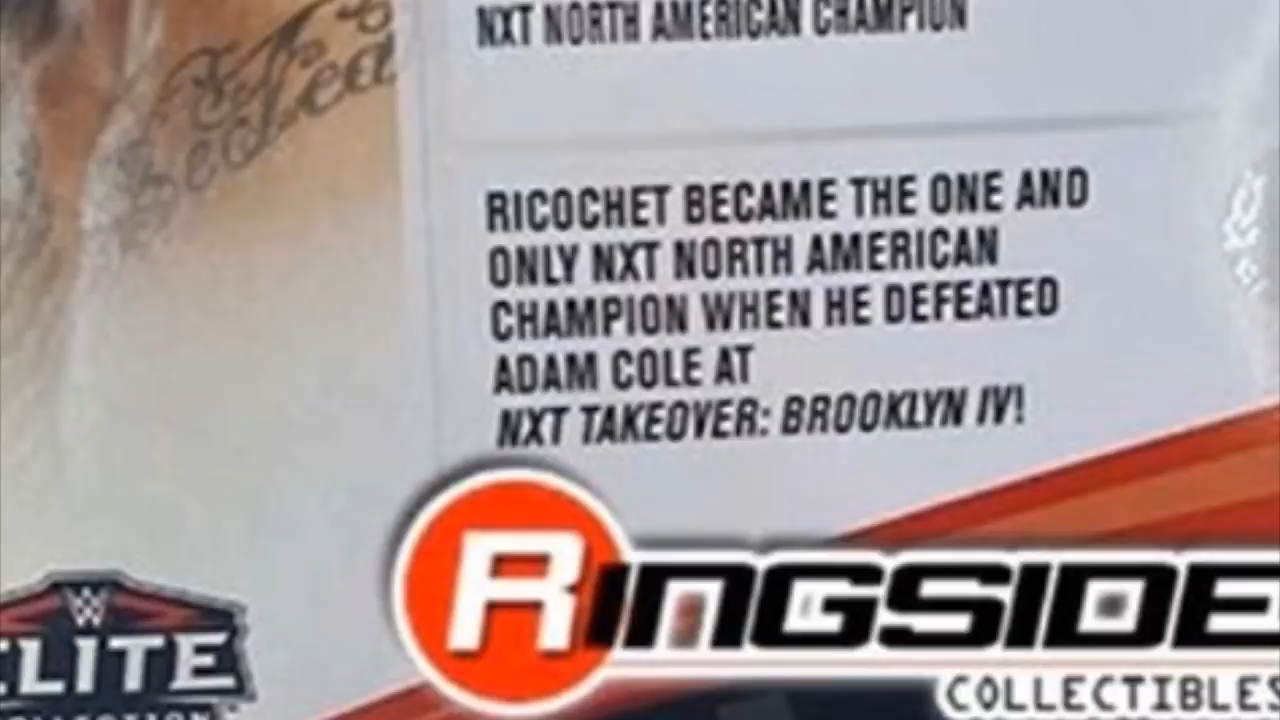 NXT NORTH AMERICAN CHAMPION
RICOCHET BECAME THE ONE AND
ONLY NXT NORTH AMERICAN
CHAMPION WHEN HE DEFEATED
ADAM COLE AT
NXT TAKEOVER: BROOKLYN IV!
RINGSIDE
COLLECTIBLES
W
ELITE